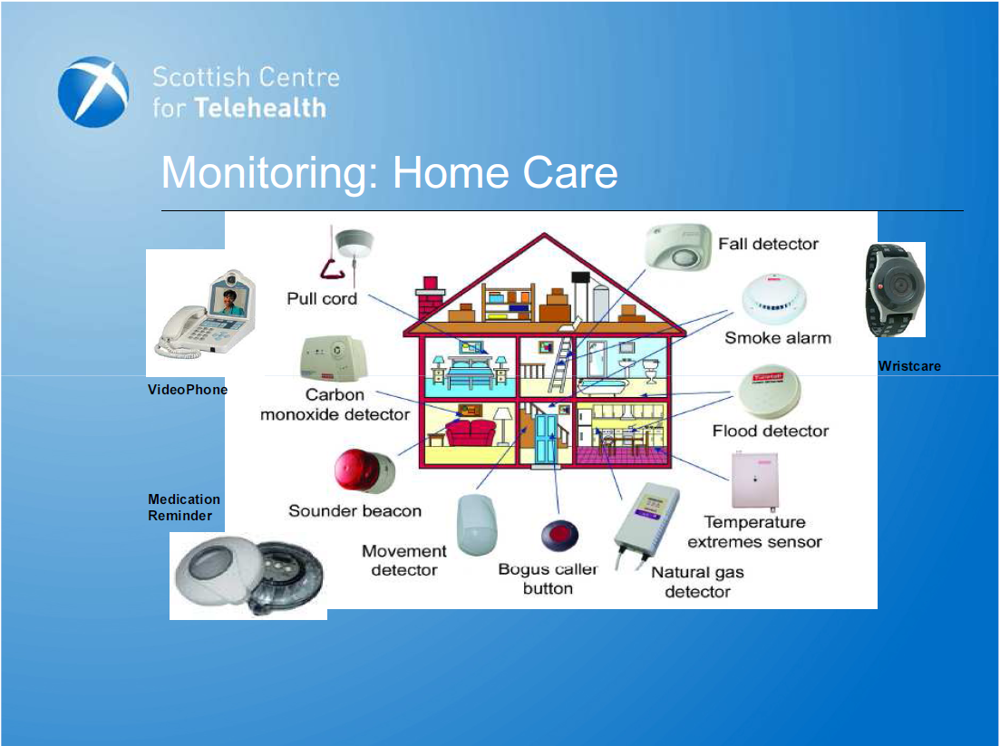 Scottish Centre
for Telehealth
Monitoring: Home Care
Pull cord
Fall detector
Smoke alarm
Wristcare
VideoPhone
Carbon
monoxide detector
Flood detector
Sounder beacon
Medication
Reminder
Movement
detector
Bogus caller
button
Natural gas
detector
Temperature
extremes sensor